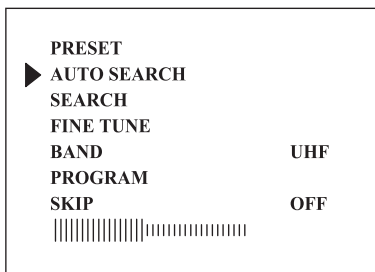 PRESET
AUTO SEARCH
SEARCH
FINE TUNE
BAND UHF
PROGRAM
SKIP OFF